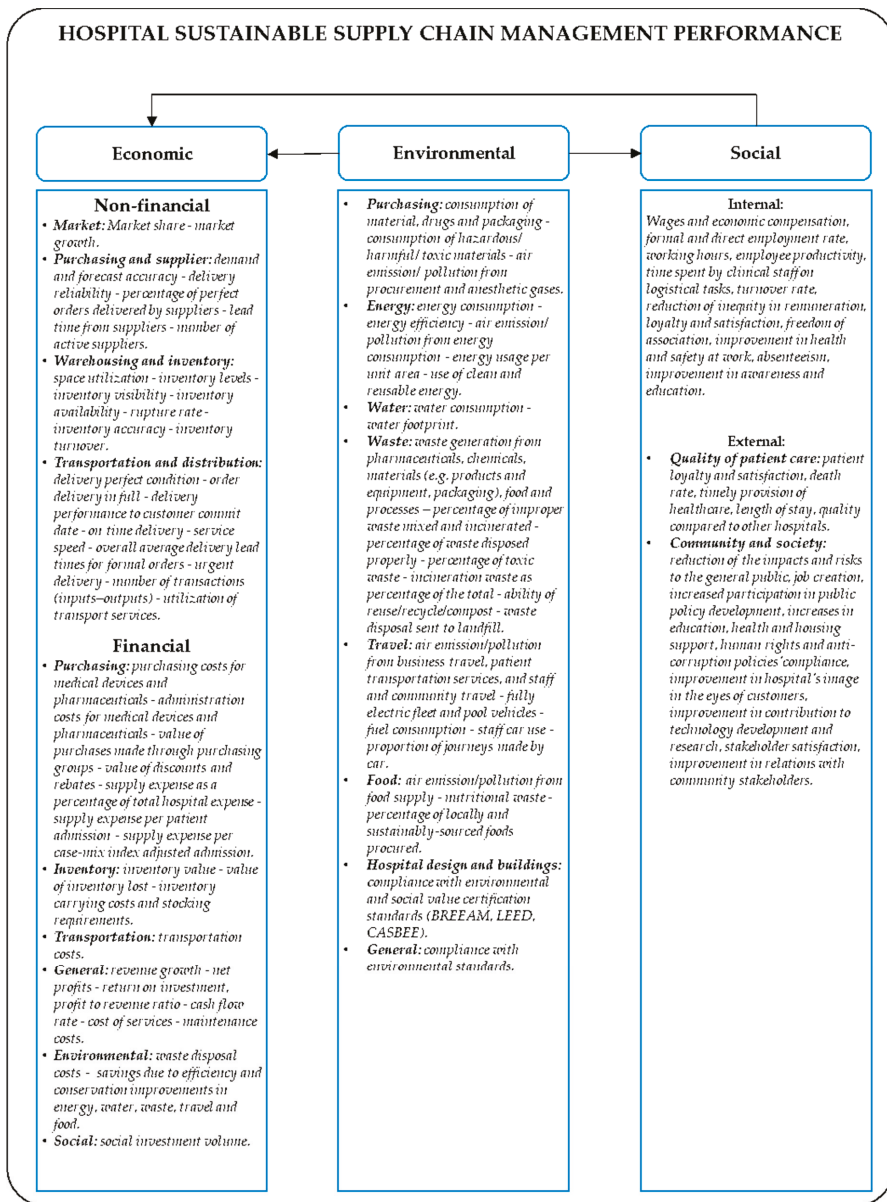 HOSPITAL SUSTAINABLE SUPPLY CHAIN MANAGEMENT PERFORMANCE
Economic
Environmental
Social
Non-financial
• Market: Market share - market
growth.
• Purchasing and supplier: demand
and forecast accuracy - delivery
reliability - percentage of perfect
orders delivered by suppliers - lead
time from suppliers - number of
active suppliers.
• Warehousing and inventory:
space utilization - inventory levels -
inventory visibility - inventory
availability - rupture rate -
inventory accuracy - inventory
turnover.
• Transportation and distribution:
delivery perfect condition - order
delivery in full - delivery
performance to customer commit
date - on time delivery - service
speed - overall average delivery lead
times for formal orders - urgent
delivery - number of transactions
(inputs–outputs) - utilization of
transport services.
Financial
• Purchasing: purchasing costs for
medical devices and
pharmaceuticals - administration
costs for medical devices and
pharmaceuticals - value of
purchases made through purchasing
groups - value of discounts and
rebates - supply expense as a
percentage of total hospital expense -
supply expense per patient
admission - supply expense per
case-mix index adjusted admission.
• Inventory: inventory value - value
of inventory lost - inventory
carrying costs and stocking
requirements.
• Transportation: transportation
costs.
• General: revenue growth - net
profits - return on investment,
profit to revenue ratio - cash flow
rate - cost of services - maintenance
costs.
• Environmental: waste disposal
costs - savings due to efficiency and
conservation improvements in
energy, water, waste, travel and
food.
• Social: social investment volume.
• Purchasing: consumption of
material, drugs and packaging -
consumption of hazardous/
harmful/ toxic materials - air
emission/ pollution from
procurement and anesthetic gases.
• Energy: energy consumption -
energy efficiency - air emission/
pollution from energy
consumption - energy usage per
unit area - use of clean and
reusable energy.
• Water: water consumption -
water footprint.
• Waste: waste generation from
pharmaceuticals, chemicals,
materials (e.g. products and
equipment, packaging), food and
processes – percentage of improper
waste mixed and incinerated -
percentage of waste disposed
properly - percentage of toxic
waste - incineration waste as
percentage of the total - ability of
reuse/recycle/compost - waste
disposal sent to landfill.
• Travel: air emission/pollution
from business travel, patient
transportation services, and staff
and community travel - fully
electric fleet and pool vehicles -
fuel consumption - staff car use -
proportion of journeys made by
car.
• Food: air emission/pollution from
food supply - nutritional waste -
percentage of locally and
sustainably-sourced foods
procured.
• Hospital design and buildings:
compliance with environmental
and social value certification
standards (BREEAM, LEED,
CASBEE).
• General: compliance with
environmental standards.
Internal:
Wages and economic compensation,
formal and direct employment rate,
working hours, employee productivity,
time spent by clinical staff on
logistical tasks, turnover rate,
reduction of inequity in remuneration,
loyalty and satisfaction, freedom of
association, improvement in health
and safety at work, absenteeism,
improvement in awareness and
education.
External:
• Quality of patient care: patient
loyalty and satisfaction, death
rate, timely provision of
healthcare, length of stay, quality
compared to other hospitals.
• Community and society:
reduction of the impacts and risks
to the general public, job creation,
increased participation in public
policy development, increases in
education, health and housing
support, human rights and anti-
corruption policies'compliance,
improvement in hospital's image
in the eyes of customers,
improvement in contribution to
technology development and
research, stakeholder satisfaction,
improvement in relations with
community stakeholders.